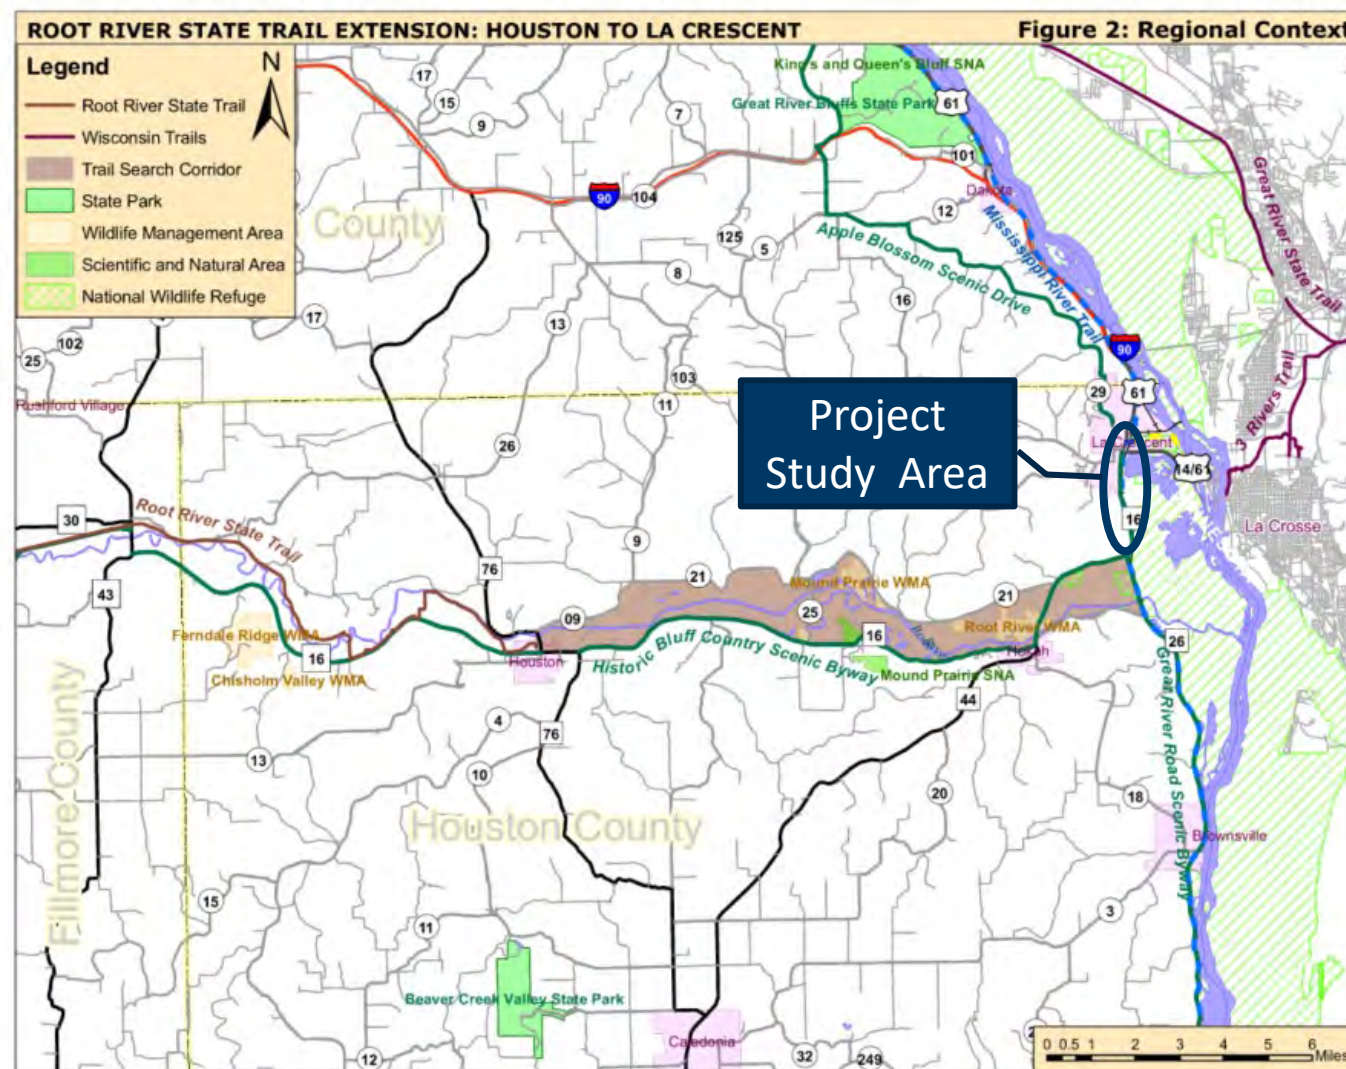 ROOT RIVER STATE TRAIL EXTENSION: HOUSTON TO LA CRESCENT
Figure 2: Regional Context
Legend
N
Root River State Trail
Wisconsin Trails
Trail Search Corridor
State Park
Wildlife Management Area
Scientific and Natural Area
National Wildlife Refuge
King's and Queen's Bluff SNA
Great River Bluffs State Park
61
17
15
9
7
101
90
104
Dakota
12
County
125
5
Apple Blossom Scenic Drive
Mississippi River Trail
Great River State Trail
8
16
13
17
102
25
103
11
90
29
61
3 Rivers Trail
Rushford Village
26
Project
Study Area
La Crescent
14/61
16
La Crosse
30
Root River State Trail
9
76
43
21
Mound Prairie WMA
21
09
25
Root River WMA
Ferndale Ridge WMA
16
16
Houston
Historic Bluff Country Scenic Byway
Hokah
26
Chisholm Valley WMA
Mound Prairie SNA
44
Great River Road Scenic Byway
4
76
13
10
20
18
Houston County
Brownsville
Fillmore County
15
11
3
Beaver Creek Valley State Park
Caledonia
12
32
249
0 0.5 1 2 3 4 5 6
Miles